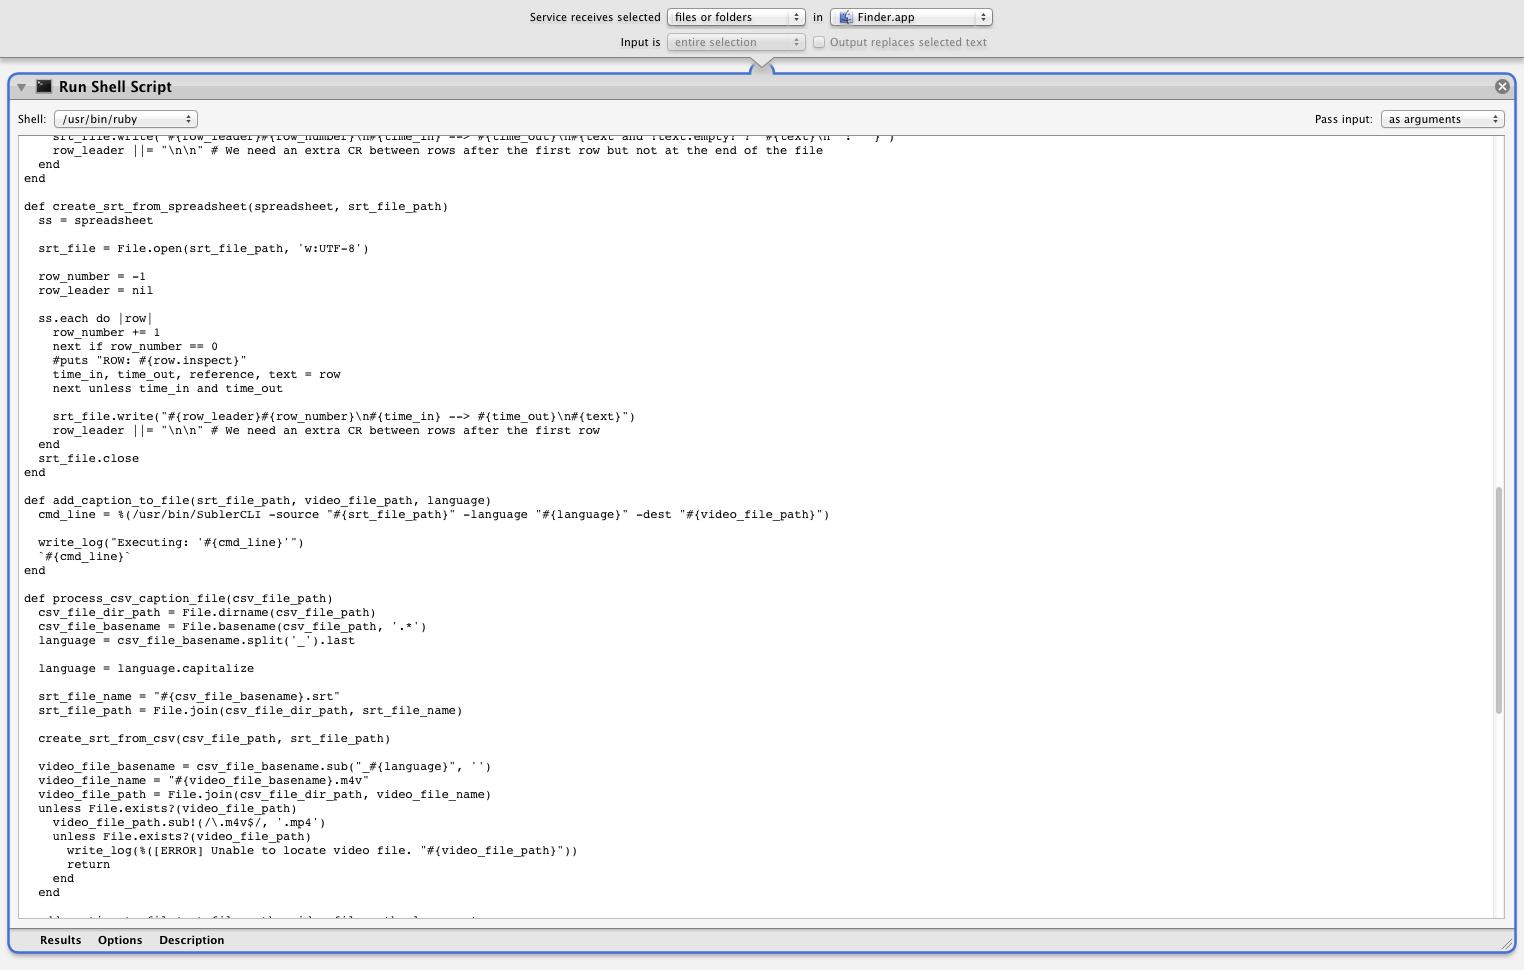 Service receives selected files or folders in Finder.app
Input is entire selection Output replaces selected text
Run Shell Script
Shell: /usr/bin/ruby Pass input: as arguments
srt_file.write("#{row_leader}#{row_number}\n#{time_in} --> #{time_out}\n#{text and !text.empty? ?
    row_leader ||= "\n\n" # We need an extra CR between rows after the first row but not at the end of the file
  end
end
def create_srt_from_spreadsheet(spreadsheet, srt_file_path)
  ss = spreadsheet
  srt_file = File.open(srt_file_path, 'w:UTF-8')
  row_number = -1
  row_leader = nil
  ss.each do |row|
    row_number += 1
    next if row_number == 0
    #puts "ROW: #{row.inspect}"
    time_in, time_out, reference, text = row
    next unless time_in and time_out
    srt_file.write("#{row_leader}#{row_number}\n#{time_in} --> #{time_out}\n#{text}")
    row_leader ||= "\n\n" # We need an extra CR between rows after the first row
  end
  srt_file.close
end
def add_caption_to_file(srt_file_path, video_file_path, language)
  cmd_line = %(/usr/bin/SublerCLI -source "#{srt_file_path}" -language "#{language}" -dest "#{video_file_path}")
  write_log("Executing: '#{cmd_line}'")
  `#{cmd_line}`
end
def process_csv_caption_file(csv_file_path)
  csv_file_dir_path = File.dirname(csv_file_path)
  csv_file_basename = File.basename(csv_file_path, '.*')
  language = csv_file_basename.split('_').last
  language = language.capitalize
  srt_file_name = "#{csv_file_basename}.srt"
  srt_file_path = File.join(csv_file_dir_path, srt_file_name)
  create_srt_from_csv(csv_file_path, srt_file_path)
  video_file_basename = csv_file_basename.sub("_#{language}", '')
  video_file_name = "#{video_file_basename}.m4v"
  video_file_path = File.join(csv_file_dir_path, video_file_name)
  unless File.exists?(video_file_path)
    video_file_path.sub!(/\.m4v$/, '.mp4')
    unless File.exists?(video_file_path)
      write_log(%([ERROR] Unable to locate video file. "#{video_file_path}"))
      return
    end
  end
Results Options Description